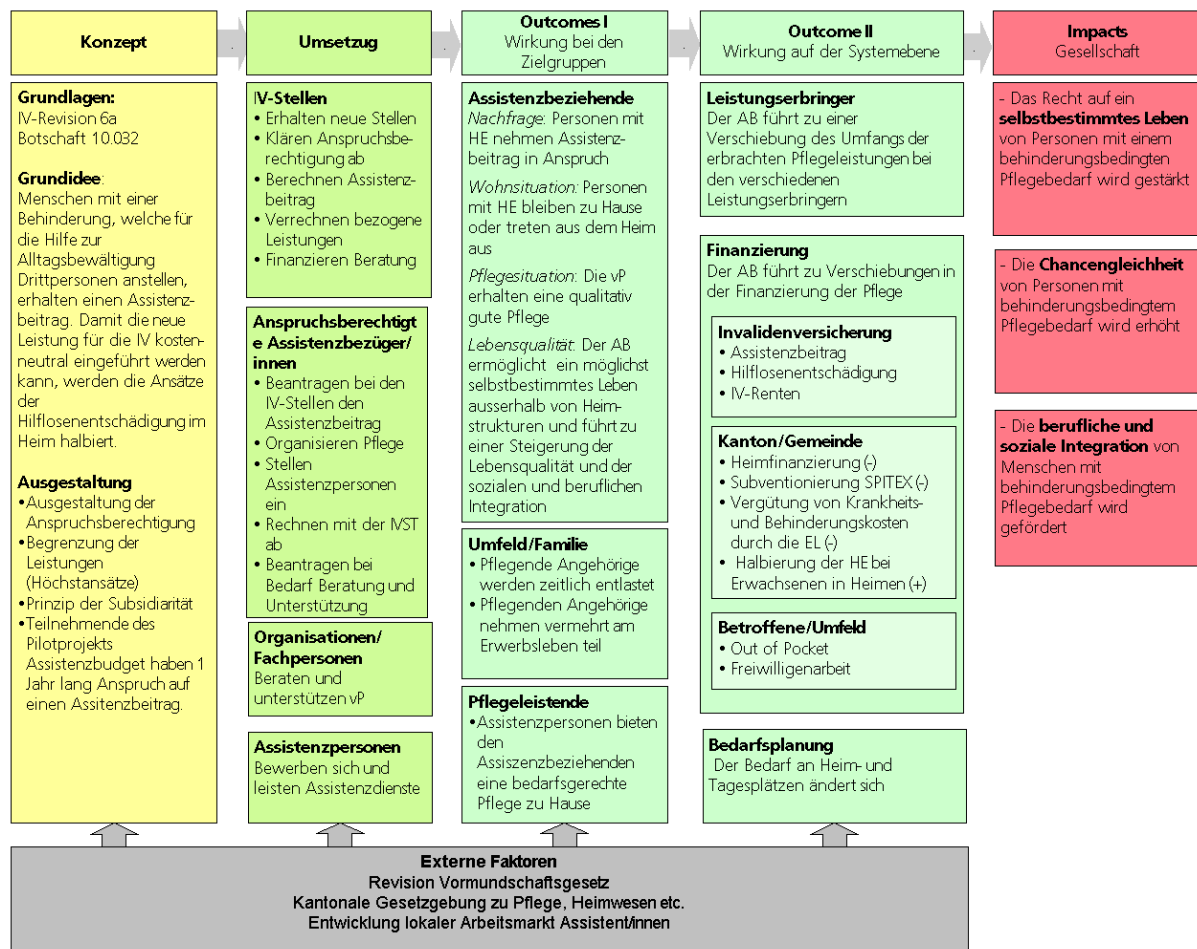 Konzept
Grundlagen:
IV-Revision 6a
Botschaft 10.032
Grundidee:
Menschen mit einer
Behinderung, welche für
die Hilfe zur
Alltagsbewältigung
Drittpersonen anstellen,
erhalten einen Assistenz-
beitrag. Damit die neue
Leistung für die IV kosten-
neutral eingeführt werden
kann, werden die Ansätze
der
Hilflosenentschädigung im
Heim halbiert.
Ausgestaltung
•Ausgestaltung der
Anspruchsberechtigung
•Begrenzung der
Leistungen
(Höchstansätze)
•Prinzip der Subsidiarität
•Teilnehmende des
Pilotprojekts
Assistenzbudget haben 1
Jahr lang Anspruch auf
einen Assitenzbeitrag.
Umsetzug
IV-Stellen
• Erhalten neue Stellen
• Klären Anspruchsbe-
rechtigung ab
• Berechnen Assistenz-
beitrag
• Verrechnen bezogene
Leistungen
• Finanzieren Beratung
Anspruchsberechtigt
e Assistenzbezüger/
innen
• Beantragen bei den
IV-Stellen den
Assistenzbeitrag
• Organisieren Pflege
• Stellen
Assistenzpersonen
ein
• Rechnen mit der IVST
ab
• Beantragen bei
Bedarf Beratung und
Unterstützung
Organisationen/
Fachpersonen
Beraten und
unterstützen vP
Assistenzpersonen
Bewerben sich und
leisten Assistenzdienste
Outcomes I
Wirkung bei den
Zielgruppen
Assistenzbeziehende
Nachfrage: Personen mit
HE nehmen Assistenz-
beitrag in Anspruch
Wohnsituation: Personen
mit HE bleiben zu Hause
oder treten aus dem Heim
aus
Pflegesituation: Die vP
erhalten eine qualitativ
gute Pflege
Lebensqualität: Der AB
ermöglicht ein möglichst
selbstbestimmtes Leben
ausserhalb von Heim-
strukturen und führt zu
einer Steigerung der
Lebensqualität und der
sozialen und beruflichen
Integration
Umfeld/Familie
• Pflegende Angehörige
werden zeitlich entlastet
• Pflegenden Angehörige
nehmen vermehrt am
Erwerbsleben teil
Pflegeleistende
•Assistenzpersonen bieten
den
Assiszenzbeziehenden
eine bedarfsgerechte
Pflege zu Hause
Outcome II
Wirkung auf der Systemebene
Leistungserbringer
Der AB führt zu einer
Verschiebung des Umfangs der
erbrachten Pflegeleistungen bei
den verschiedenen
Leistungserbringern
Finanzierung
Der AB führt zu Verschiebungen in
der Finanzierung der Pflege
Invalidenversicherung
• Assistenzbeitrag
• Hilflosenentschädigung
• IV-Renten
Kanton/Gemeinde
• Heimfinanzierung (-)
• Subventionierung SPITEX (-)
• Vergütung von Krankheits-
und Behinderungskosten
durch die EL (-)
• Halbierung der HE bei
Erwachsenen in Heimen (+)
Betroffene/Umfeld
• Out of Pocket
• Freiwilligenarbeit
Bedarfsplanung
Der Bedarf an Heim- und
Tagesplätzen ändert sich
Impacts
Gesellschaft
- Das Recht auf ein
selbstbestimmtes Leben
von Personen mit einem
behinderungsbedingten
Pflegebedarf wird gestärkt
- Die Chancengleichheit
von Personen mit
behinderungsbedingtem
Pflegebedarf wird erhöht
- Die berufliche und
soziale Integration von
Menschen mit
behinderungsbedingtem
Pflegebedarf wird
gefördert
Externe Faktoren
Revision Vormundschaftsgesetz
Kantonale Gesetzgebung zu Pflege, Heimwesen etc.
Entwicklung lokaler Arbeitsmarkt Assistent/innen